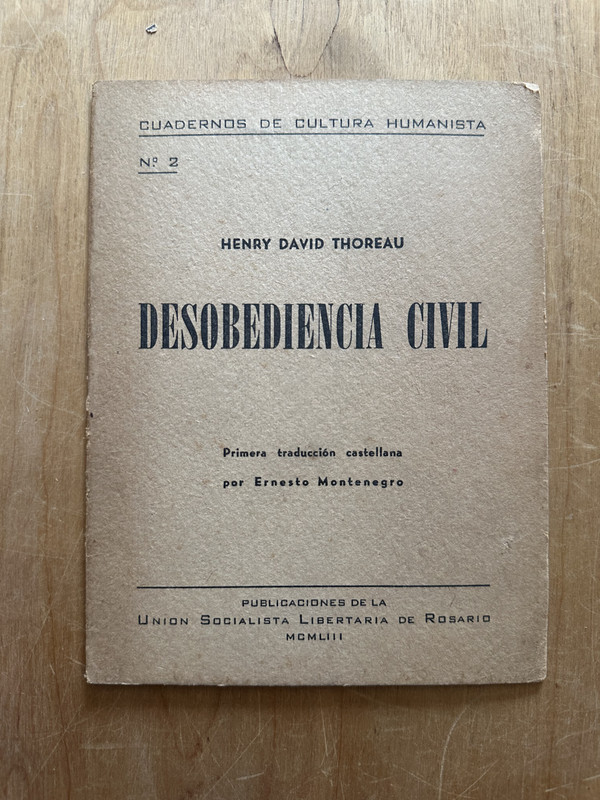 CUADERNOS DE CULTURA HUMANISTA
Nº 2
HENRY DAVID THOREAU
DESOBEDIENCIA CIVIL
Primera traducción castellana
por Ernesto Montenegro
PUBLICACIONES DE LA
UNION SOCIALISTA LIBERTARIA DE ROSARIO
MCMLIII